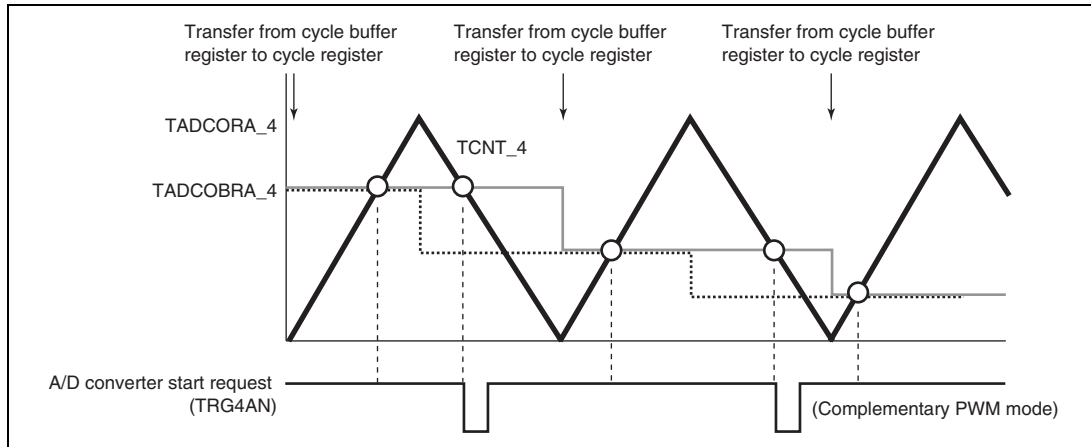 Transfer from cycle buffer
register to cycle register
Transfer from cycle buffer
register to cycle register
Transfer from cycle buffer
register to cycle register
TADCORA_4
TCNT_4
TADCOBRA_4
A/D converter start request
(TRG4AN)
(Complementary PWM mode)